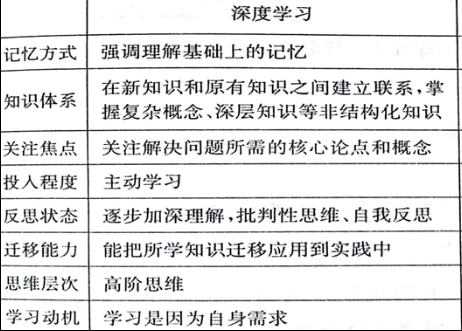 深度学习
记忆方式 强调理解基础上的记忆
知识体系 在新知识和原有知识之间建立联系,掌
握复杂概念、深层知识等非结构化知识
关注焦点 关注解决问题所需的核心论点和概念
投入程度 主动学习
反思状态 逐步加深理解,批判性思维、自我反思
迁移能力 能把所学知识迁移应用到实践中
思维层次 高阶思维
学习动机 学习是因为自身需求